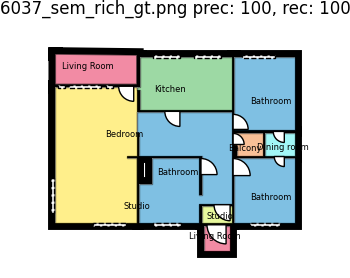 6037_sem_rich_gt.png prec: 100, rec: 100
Living Room
Kitchen
Bathroom
Bedroom
Balcony
Dining room
Bathroom
Bathroom
Studio
Studio
Living Room